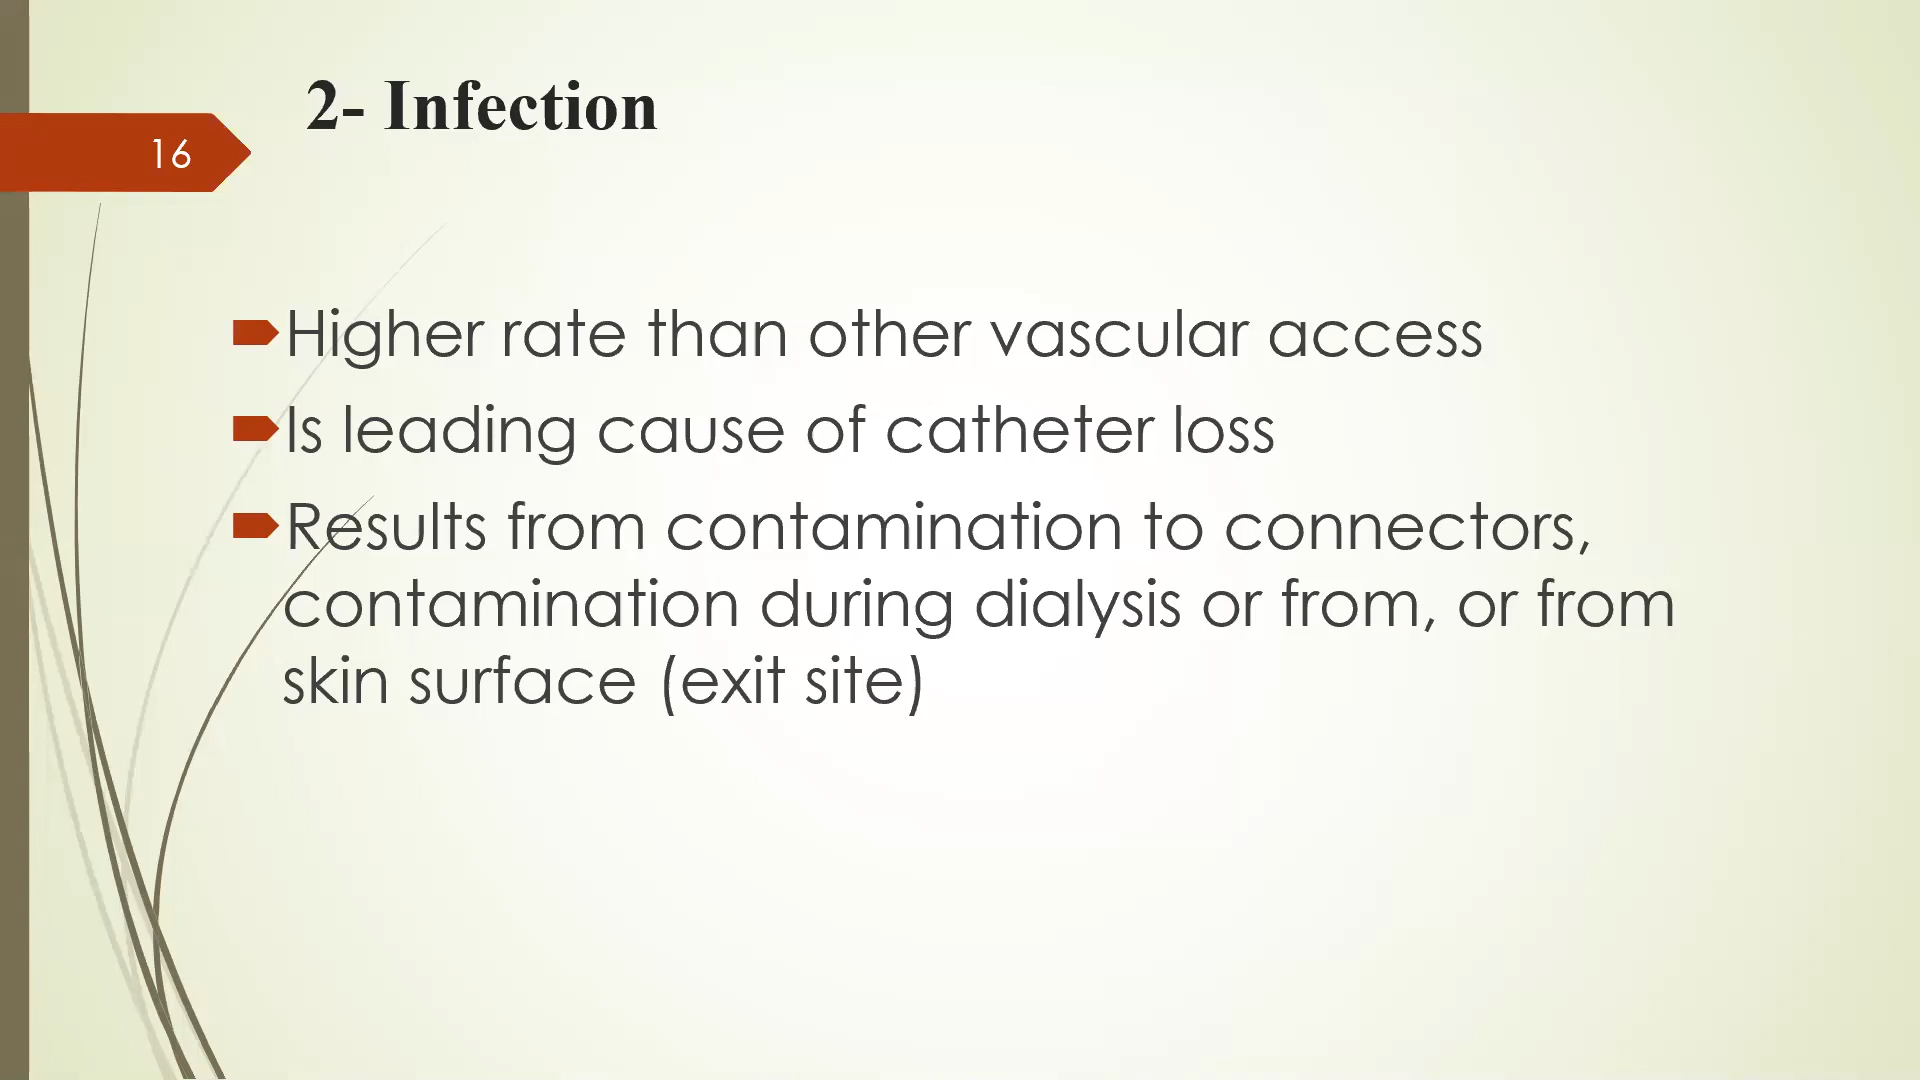 2- Infection
16
Higher rate than other vascular access
Is leading cause of catheter loss
Results from contamination to connectors,
contamination during dialysis or from, or from
skin surface (exit site)